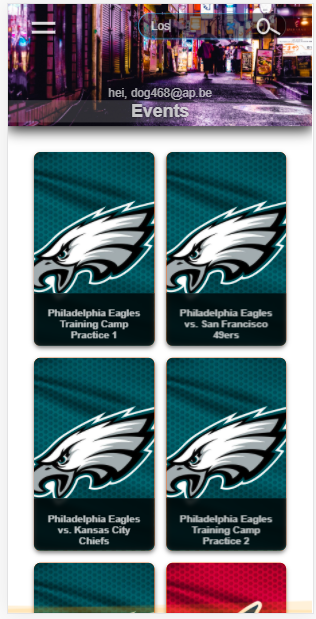 Los
hei, dog468@ap.be
Events
Philadelphia Eagles
Training Camp
Practice 1
Philadelphia Eagles
vs. San Francisco
49ers
Philadelphia Eagles
vs. Kansas City
Chiefs
Philadelphia Eagles
Training Camp
Practice 2